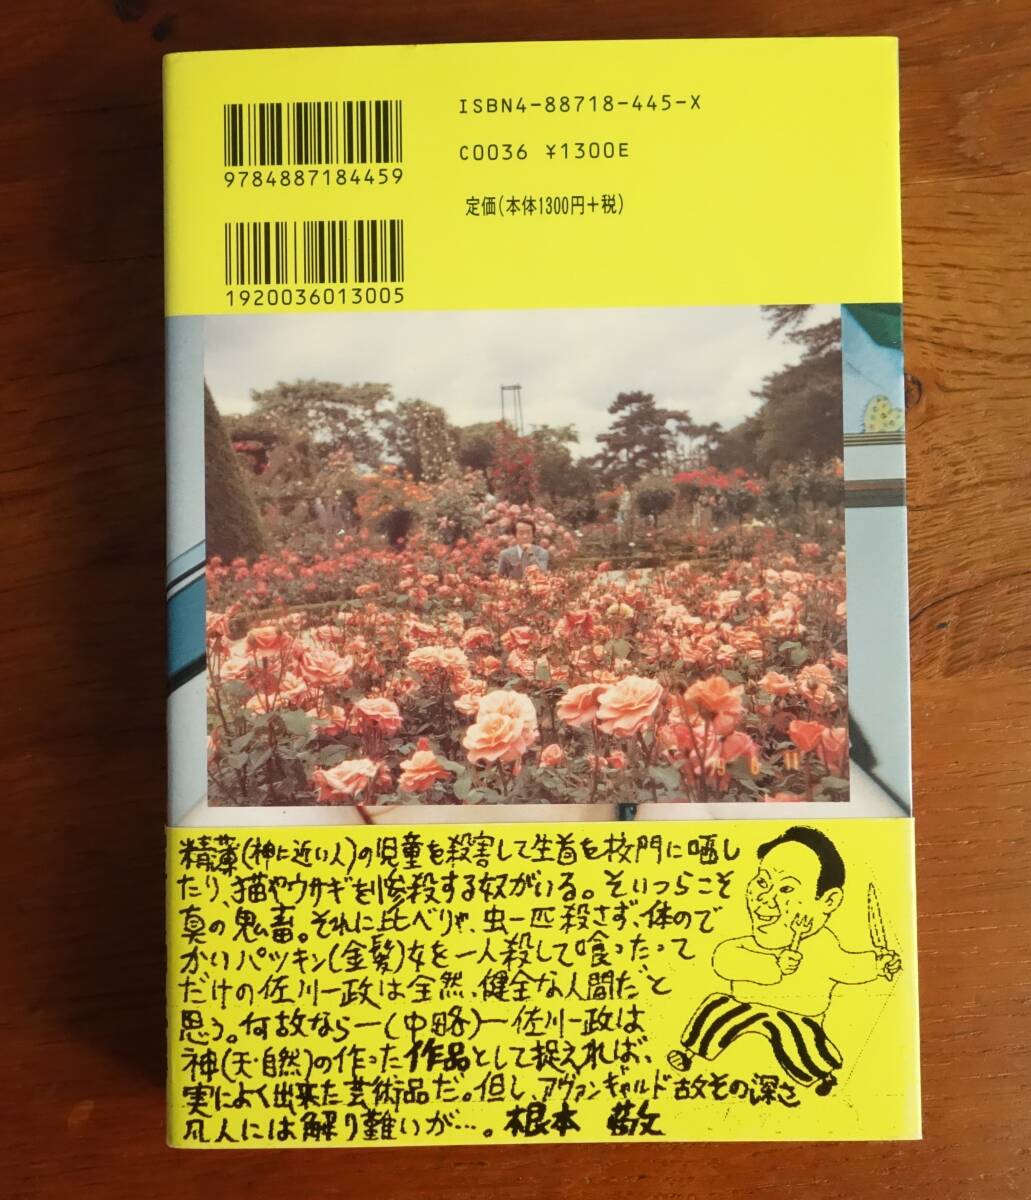 ISBN4-88718-445-X
9784887184459
C0036 ¥1300E
定価(本体1300円+税)
1920036013005
精薄(神に近い人)の児童を殺害して生首を校門に晒し
たり、猫やウサギを惨殺する奴がいる。そいつらこそ
真の鬼畜。それに比べりゃ、虫一匹殺さず、体ので
かいパツキン(金髪)女を一人殺して喰ったって
だけの佐川一政は全然、健全な人間だと
思う。何故なら―(中略)―佐川一政は
神(天・自然)の作った作品として捉えれば、
実によく出来た芸術品だ。但し、アヴァンギャルド故その深さ
凡人には解り難いが…。根本 敬